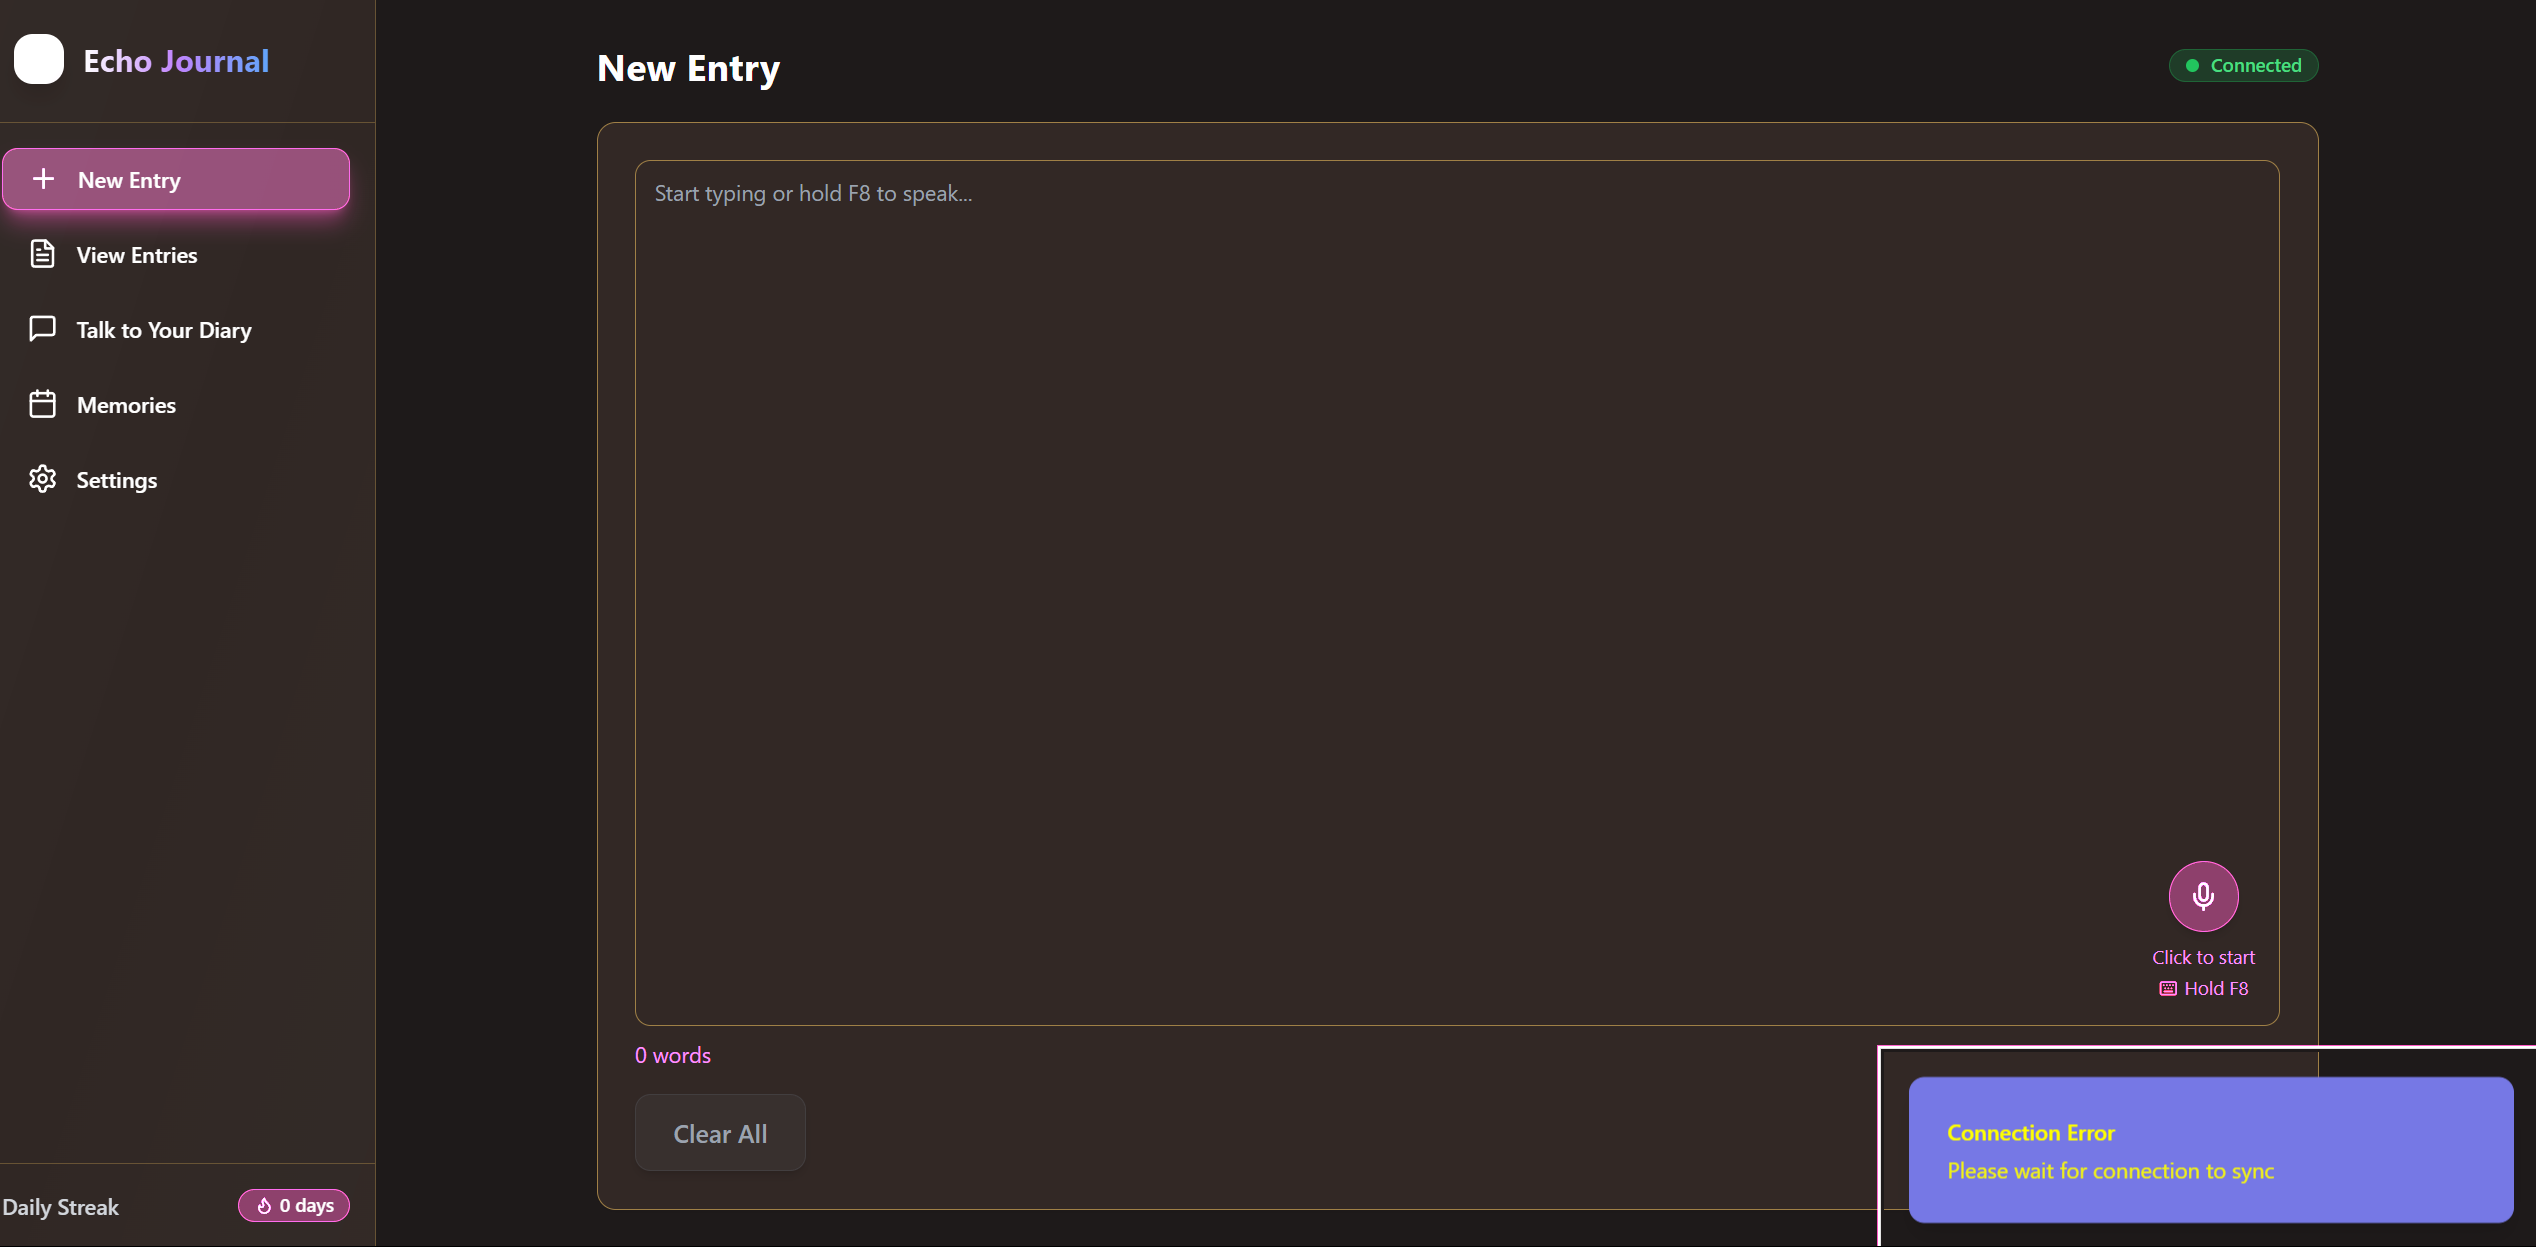 Echo Journal
New Entry
View Entries
Talk to Your Diary
Memories
Settings
Daily Streak
0 days
New Entry
Connected
Start typing or hold F8 to speak...
Click to start
Hold F8
0 words
Clear All
Connection Error
Please wait for connection to sync